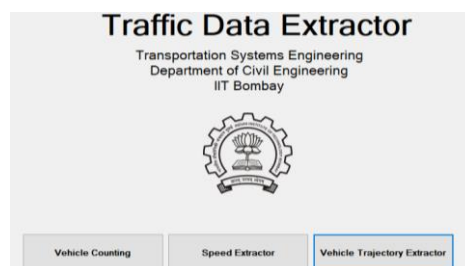 Traffic Data Extractor
Transportation Systems Engineering
Department of Civil Engineering
IIT Bombay
Vehicle Counting
Speed Extractor
Vehicle Trajectory Extractor